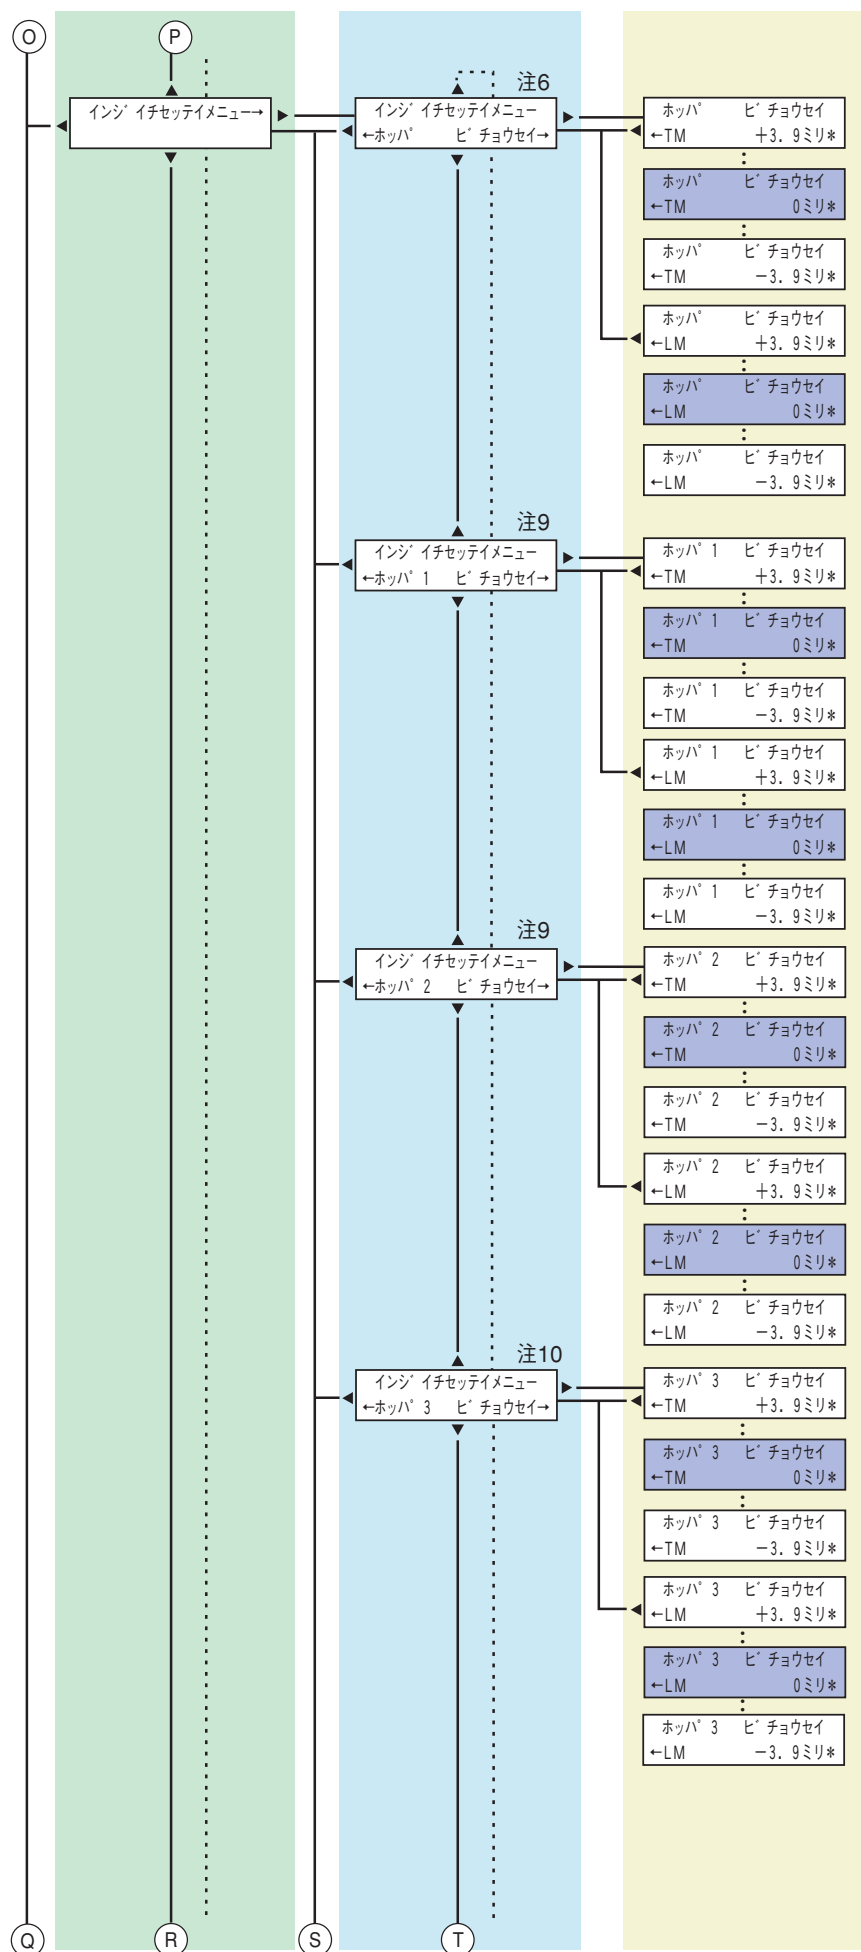 O
P
インジイチセッテイメニュー→
注6
インジイチセッテイメニュー
←ホッパ ビチョウセイ→
ホッパ ビチョウセイ
←TM +3.9ミリ*
ホッパ ビチョウセイ
←TM 0ミリ*
ホッパ ビチョウセイ
←TM −3.9ミリ*
ホッパ ビチョウセイ
←LM +3.9ミリ*
ホッパ ビチョウセイ
←LM 0ミリ*
ホッパ ビチョウセイ
←LM −3.9ミリ*
注9
インジイチセッテイメニュー
←ホッパ1 ビチョウセイ→
ホッパ1 ビチョウセイ
←TM +3.9ミリ*
ホッパ1 ビチョウセイ
←TM 0ミリ*
ホッパ1 ビチョウセイ
←TM −3.9ミリ*
ホッパ1 ビチョウセイ
←LM +3.9ミリ*
ホッパ1 ビチョウセイ
←LM 0ミリ*
ホッパ1 ビチョウセイ
←LM −3.9ミリ*
注9
インジイチセッテイメニュー
←ホッパ2 ビチョウセイ→
ホッパ2 ビチョウセイ
←TM +3.9ミリ*
ホッパ2 ビチョウセイ
←TM 0ミリ*
ホッパ2 ビチョウセイ
←TM −3.9ミリ*
ホッパ2 ビチョウセイ
←LM +3.9ミリ*
ホッパ2 ビチョウセイ
←LM 0ミリ*
ホッパ2 ビチョウセイ
←LM −3.9ミリ*
注10
インジイチセッテイメニュー
←ホッパ3 ビチョウセイ→
ホッパ3 ビチョウセイ
←TM +3.9ミリ*
ホッパ3 ビチョウセイ
←TM 0ミリ*
ホッパ3 ビチョウセイ
←TM −3.9ミリ*
ホッパ3 ビチョウセイ
←LM +3.9ミリ*
ホッパ3 ビチョウセイ
←LM 0ミリ*
ホッパ3 ビチョウセイ
←LM −3.9ミリ*
Q
R
S
T